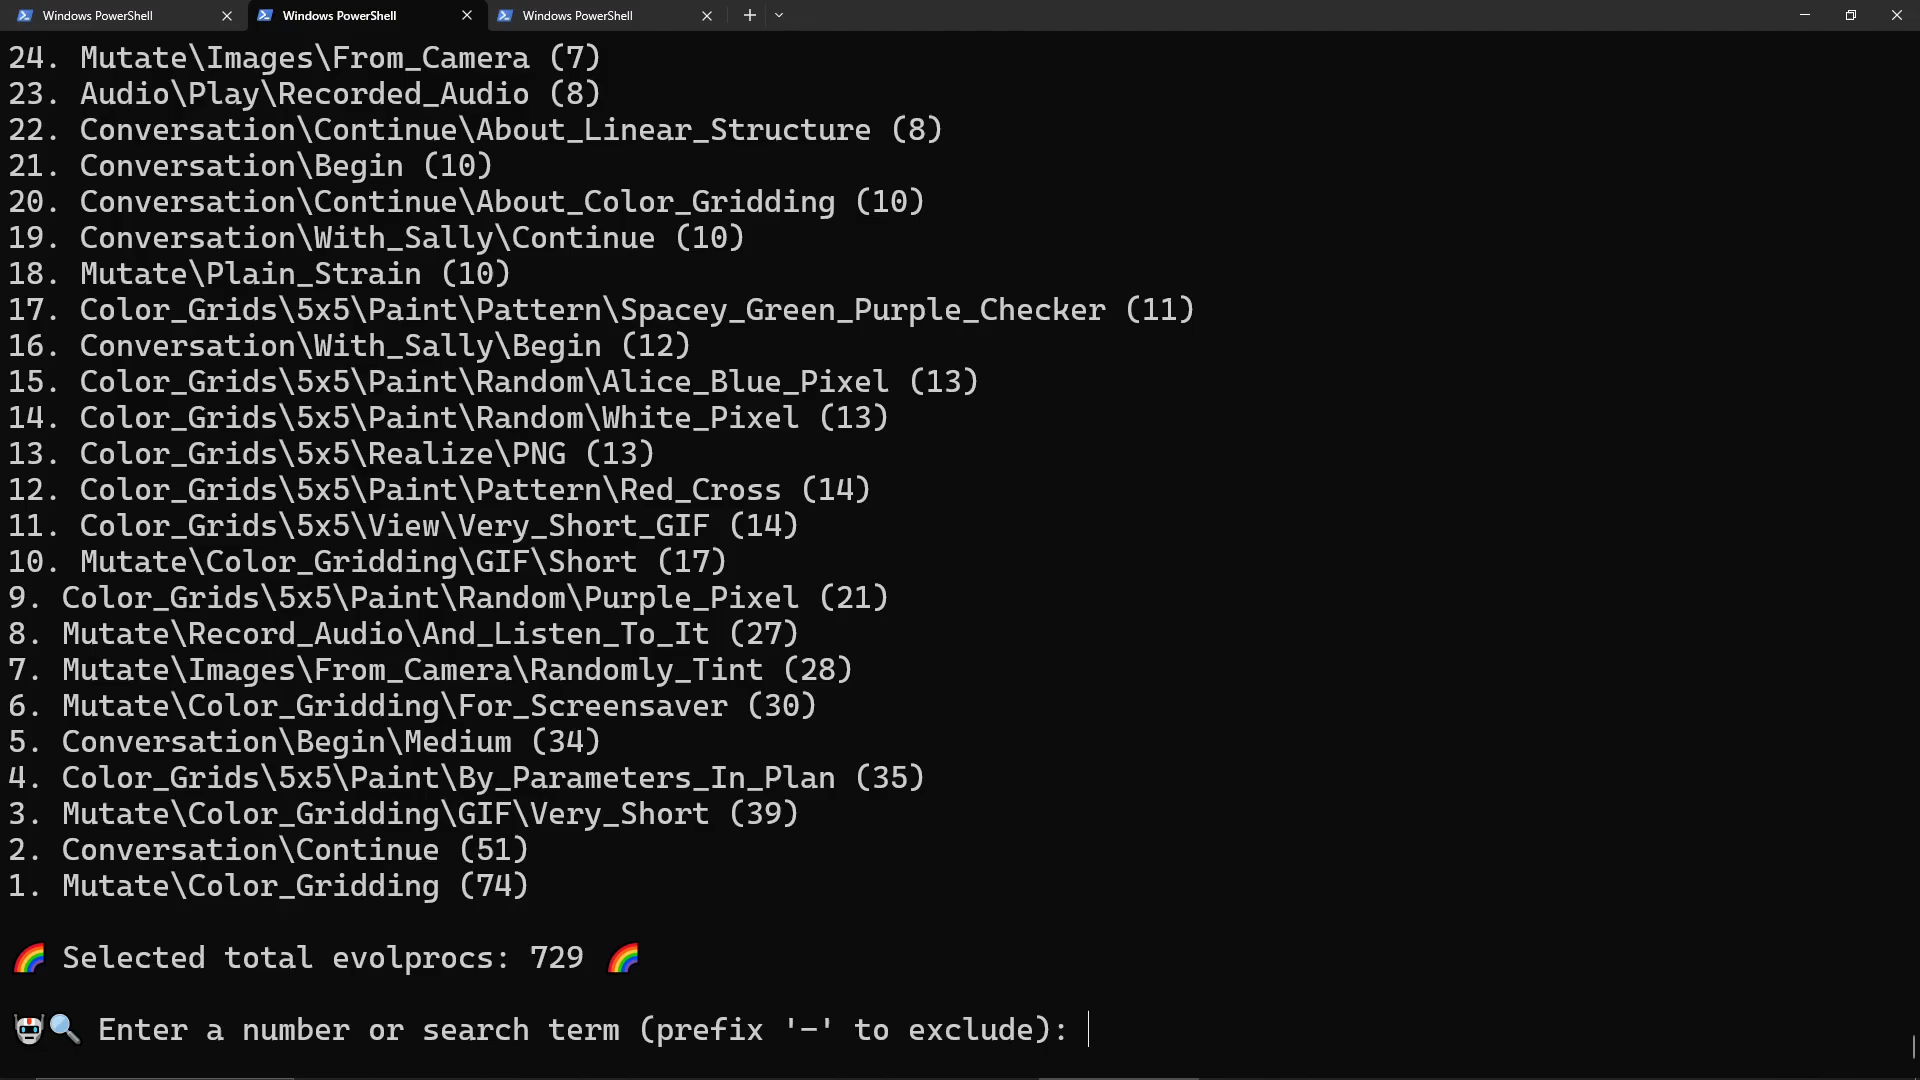 Windows PowerShell
Windows PowerShell
Windows PowerShell
24. Mutate\Images\From_Camera (7)
23. Audio\Play\Recorded_Audio (8)
22. Conversation\Continue\About_Linear_Structure (8)
21. Conversation\Begin (10)
20. Conversation\Continue\About_Color_Gridding (10)
19. Conversation\With_Sally\Continue (10)
18. Mutate\Plain_Strain (10)
17. Color_Grids\5x5\Paint\Pattern\Spacey_Green_Purple_Checker (11)
16. Conversation\With_Sally\Begin (12)
15. Color_Grids\5x5\Paint\Random\Alice_Blue_Pixel (13)
14. Color_Grids\5x5\Paint\Random\White_Pixel (13)
13. Color_Grids\5x5\Realize\PNG (13)
12. Color_Grids\5x5\Paint\Pattern\Red_Cross (14)
11. Color_Grids\5x5\View\Very_Short_GIF (14)
10. Mutate\Color_Gridding\GIF\Short (17)
9. Color_Grids\5x5\Paint\Random\Purple_Pixel (21)
8. Mutate\Record_Audio\And_Listen_To_It (27)
7. Mutate\Images\From_Camera\Randomly_Tint (28)
6. Mutate\Color_Gridding\For_Screensaver (30)
5. Conversation\Begin\Medium (34)
4. Color_Grids\5x5\Paint\By_Parameters_In_Plan (35)
3. Mutate\Color_Gridding\GIF\Very_Short (39)
2. Conversation\Continue (51)
1. Mutate\Color_Gridding (74)
🌈 Selected total evolprocs: 729 🌈
🤖🔍 Enter a number or search term (prefix '-' to exclude):